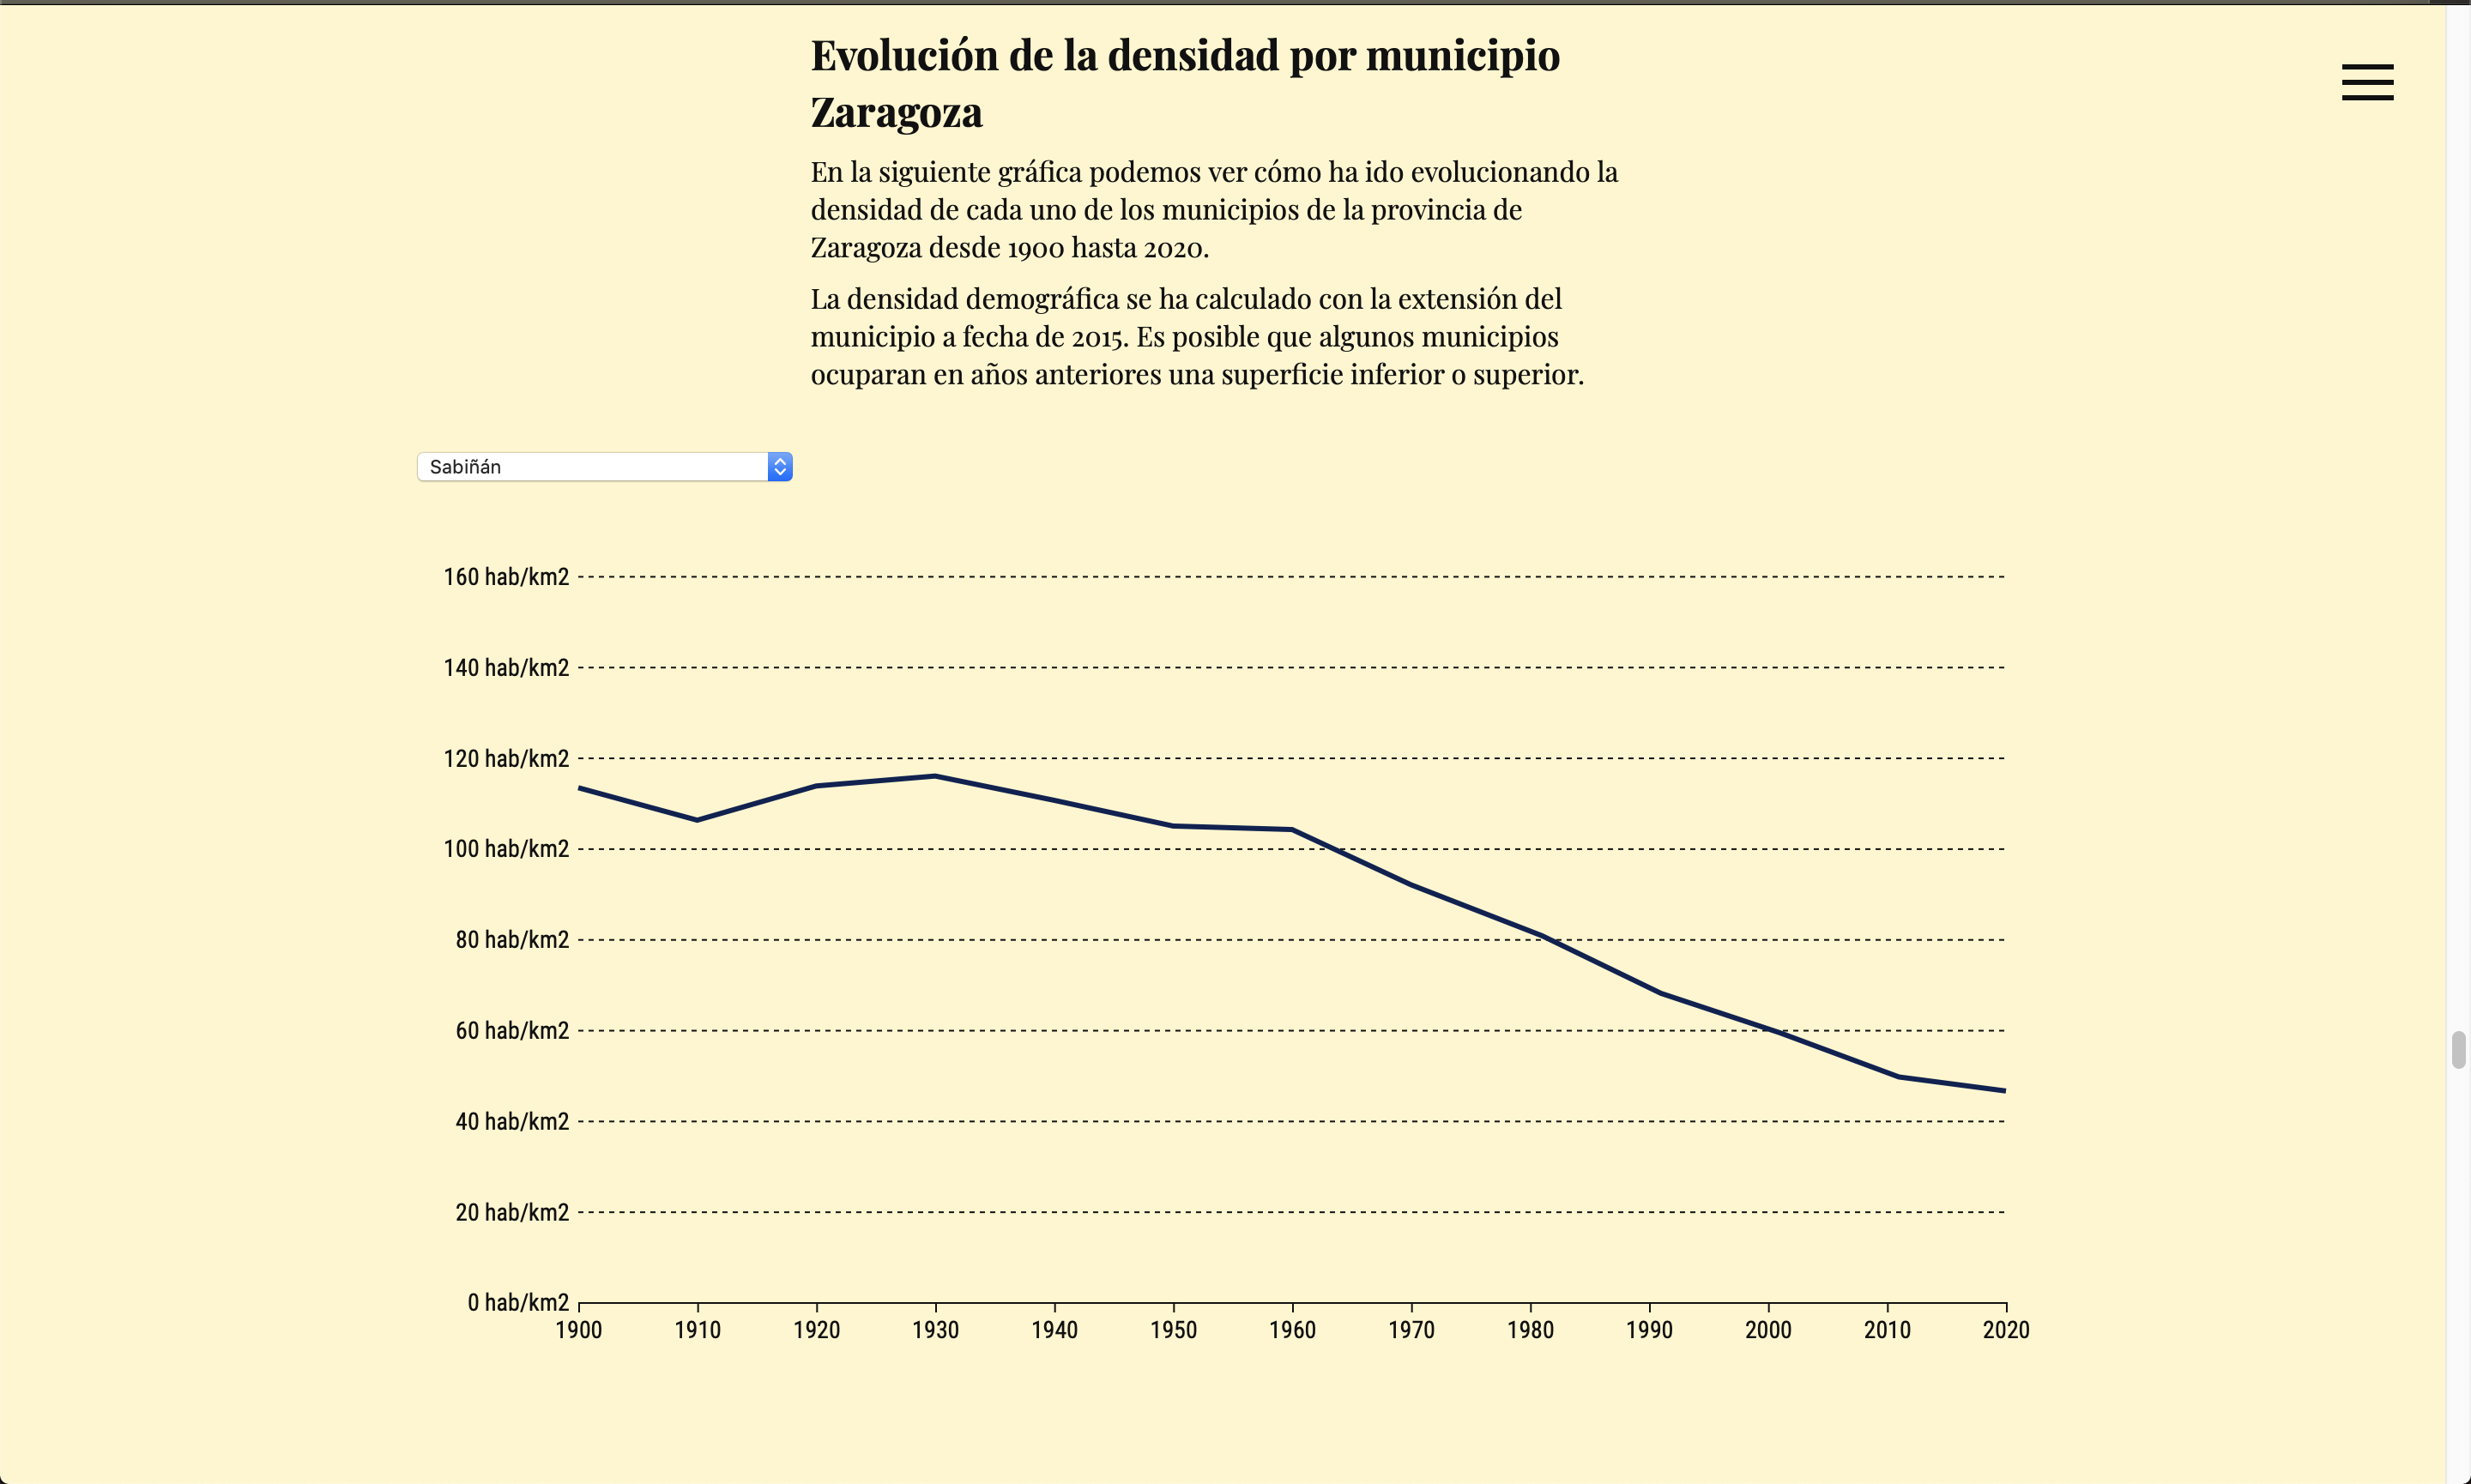 Evolución de la densidad por municipio
Zaragoza
En la siguiente gráfica podemos ver cómo ha ido evolucionando la
densidad de cada uno de los municipios de la provincia de
Zaragoza desde 1900 hasta 2020.
La densidad demográfica se ha calculado con la extensión del
municipio a fecha de 2015. Es posible que algunos municipios
ocuparan en años anteriores una superficie inferior o superior.
Sabiñán
160 hab/km2
140 hab/km2
120 hab/km2
100 hab/km2
80 hab/km2
60 hab/km2
40 hab/km2
20 hab/km2
0 hab/km2
1900 1910 1920 1930 1940 1950 1960 1970 1980 1990 2000 2010 2020